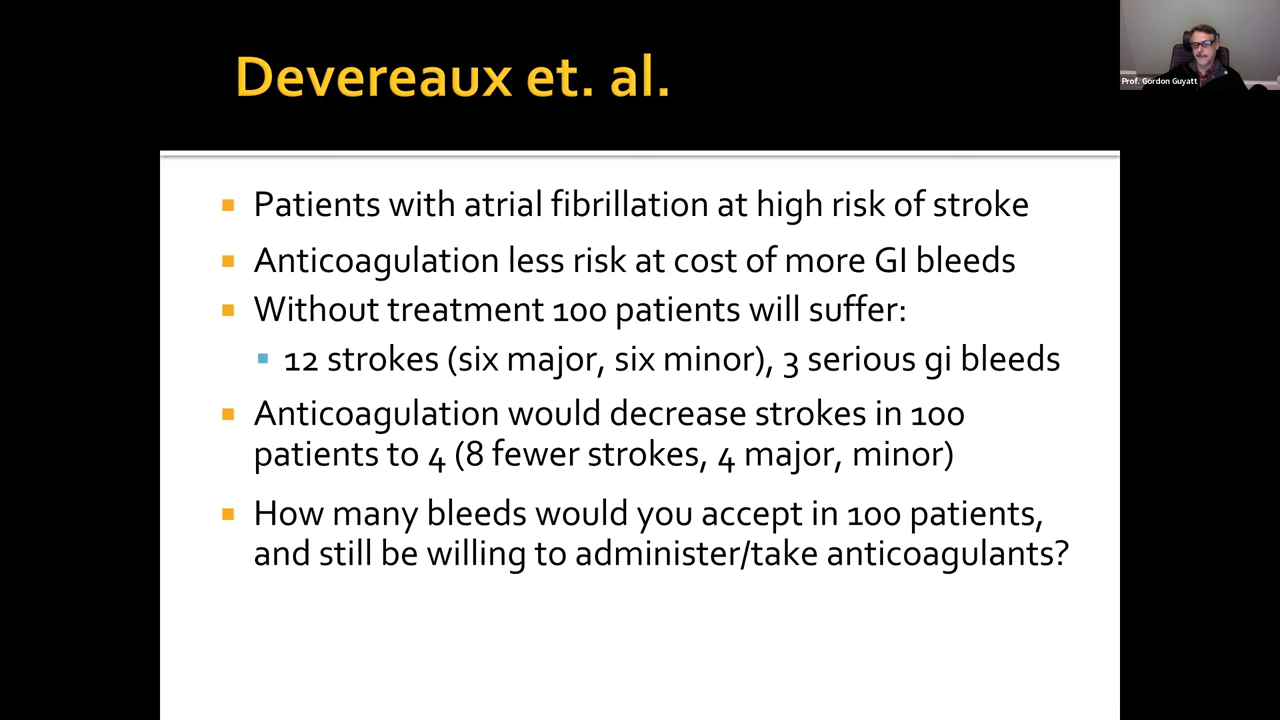 Devereaux et. al.
Prof. Gordon Guyatt
Patients with atrial fibrillation at high risk of stroke
Anticoagulation less risk at cost of more GI bleeds
Without treatment 100 patients will suffer:
12 strokes (six major, six minor), 3 serious gi bleeds
Anticoagulation would decrease strokes in 100
patients to 4 (8 fewer strokes, 4 major, minor)
How many bleeds would you accept in 100 patients,
and still be willing to administer/take anticoagulants?